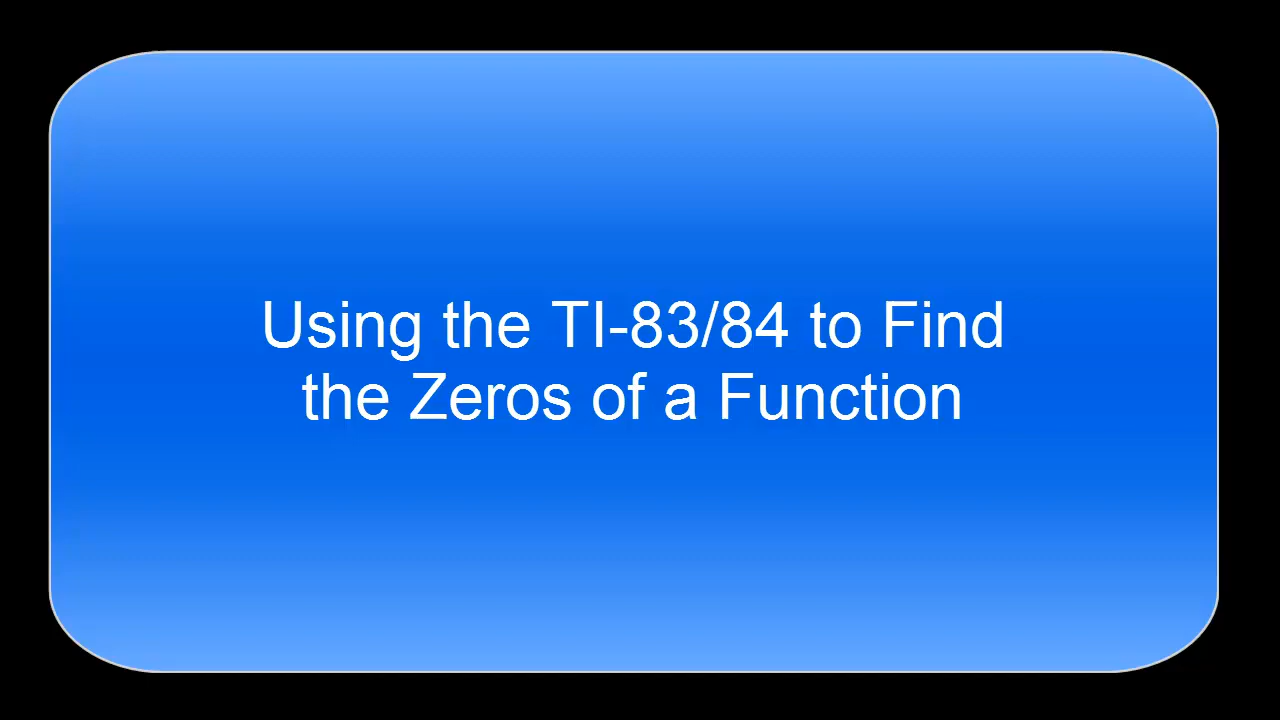 Using the TI-83/84 to Find
the Zeros of a Function